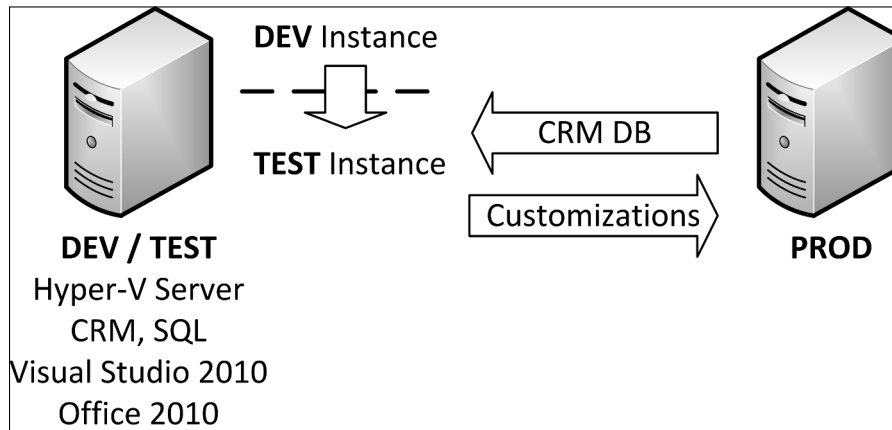 DEV Instance
TEST Instance
CRM DB
Customizations
DEV / TEST
Hyper-V Server
CRM, SQL
Visual Studio 2010
Office 2010
PROD